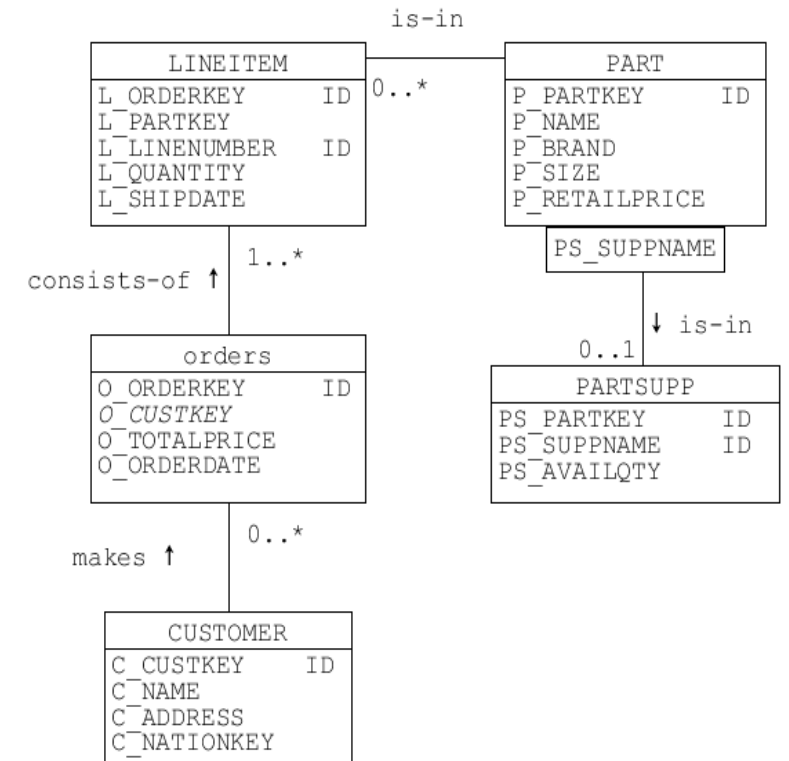 is-in
LINEITEM
L_ORDERKEY ID
L_PARTKEY
L_LINENUMBER ID
L_QUANTITY
L_SHIPDATE
0..*
PART
P_PARTKEY ID
P_NAME
P_BRAND
P_SIZE
P_RETAILPRICE
PS_SUPPNAME
1..*
consists-of ↑
↓ is-in
0..1
orders
O_ORDERKEY ID
O_CUSTKEY
O_TOTALPRICE
O_ORDERDATE
PARTSUPP
PS_PARTKEY ID
PS_SUPPNAME ID
PS_AVAILQTY
0..*
makes ↑
CUSTOMER
C_CUSTKEY ID
C_NAME
C_ADDRESS
C_NATIONKEY